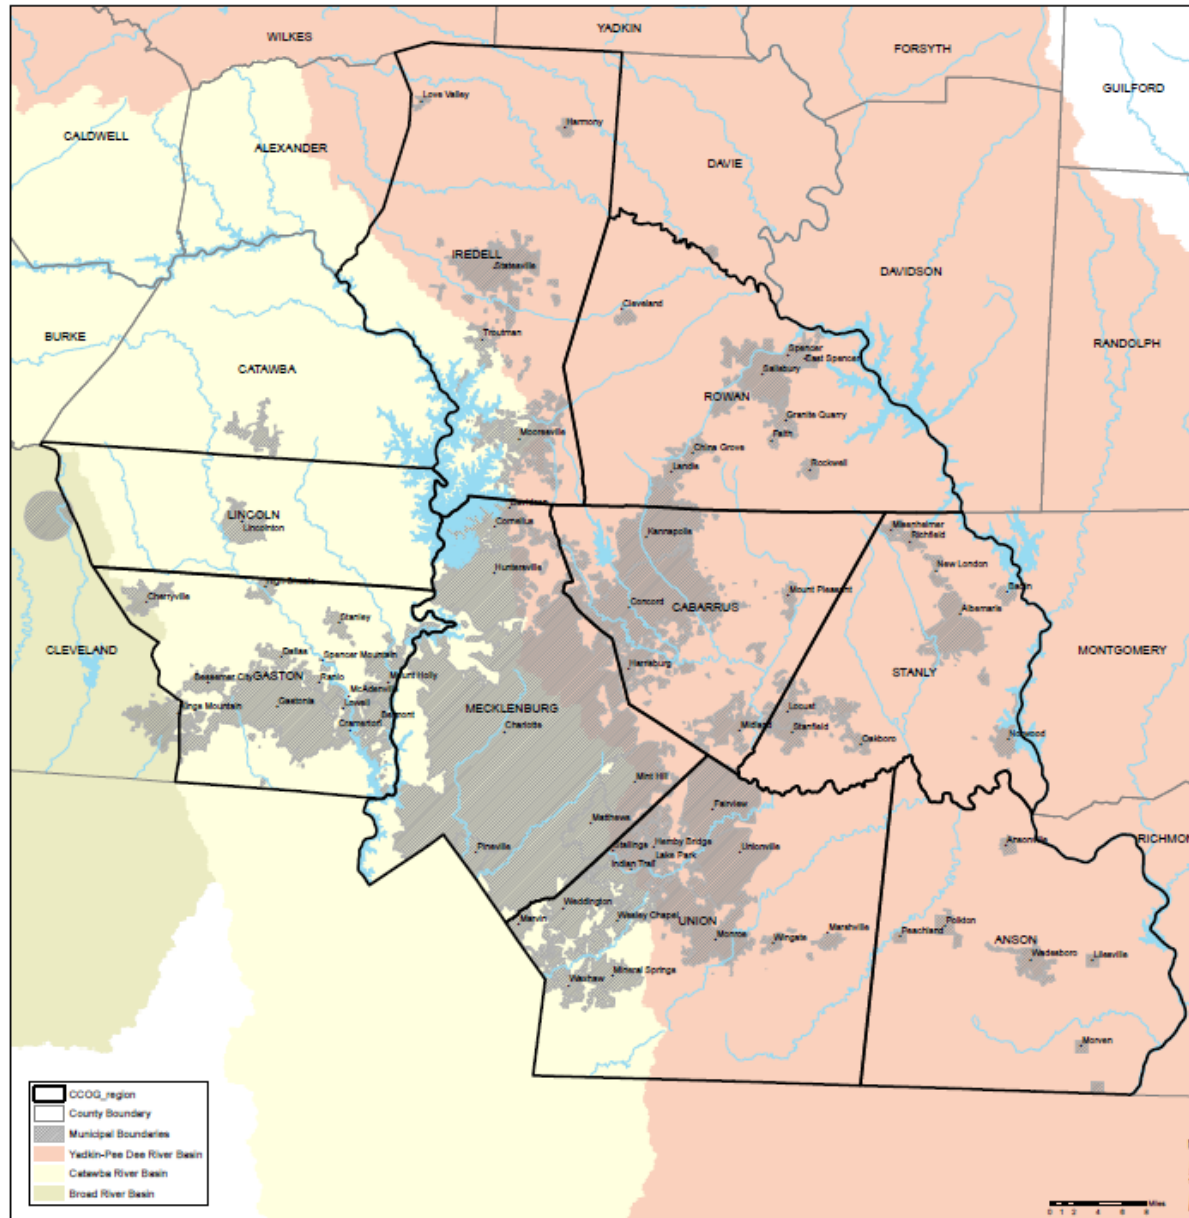 WILKES
YADKIN
FORSYTH
GUILFORD
Love Valley
Harmony
CALDWELL
ALEXANDER
DAVIE
IREDELL
Statesville
DAVIDSON
Cleveland
BURKE
Troutman
RANDOLPH
CATAWBA
Spencer
East Spencer
Salisbury
ROWAN
Granite Quarry
Mooresville
Faith
China Grove
Landis
Rockwell
LINCOLN
Lincolnton
Davidson
Cornelius
Kannapolis
Misenheimer
Richfield
Huntersville
New London
Badin
High Shoals
Cherryville
Mount Pleasant
Concord
CABARRUS
Albemarle
Stanley
CLEVELAND
MONTGOMERY
Dallas
Spencer Mountain
Harrisburg
STANLY
Bessemer City
GASTON
Ranlo
Mount Holly
McAdenville
Kings Mountain
Gastonia
Lowell
Belmont
Cramerton
MECKLENBURG
Charlotte
Locust
Midland
Stanfield
Oakboro
Norwood
Mint Hill
Fairview
Matthews
Pineville
Stallings
Hemby Bridge
Lake Park
Indian Trail
Unionville
Ansonville
RICHMON
Weddington
Marvin
Wesley Chapel
UNION
Monroe
Wingate
Marshville
Peachland
Polkton
ANSON
Wadesboro
Lilesville
Waxhaw
Mineral Springs
Morven
CCOG_region
County Boundary
Municipal Boundaries
Yadkin-Pee Dee River Basin
Catawba River Basin
Broad River Basin
Miles
0 1 2 4 6 8